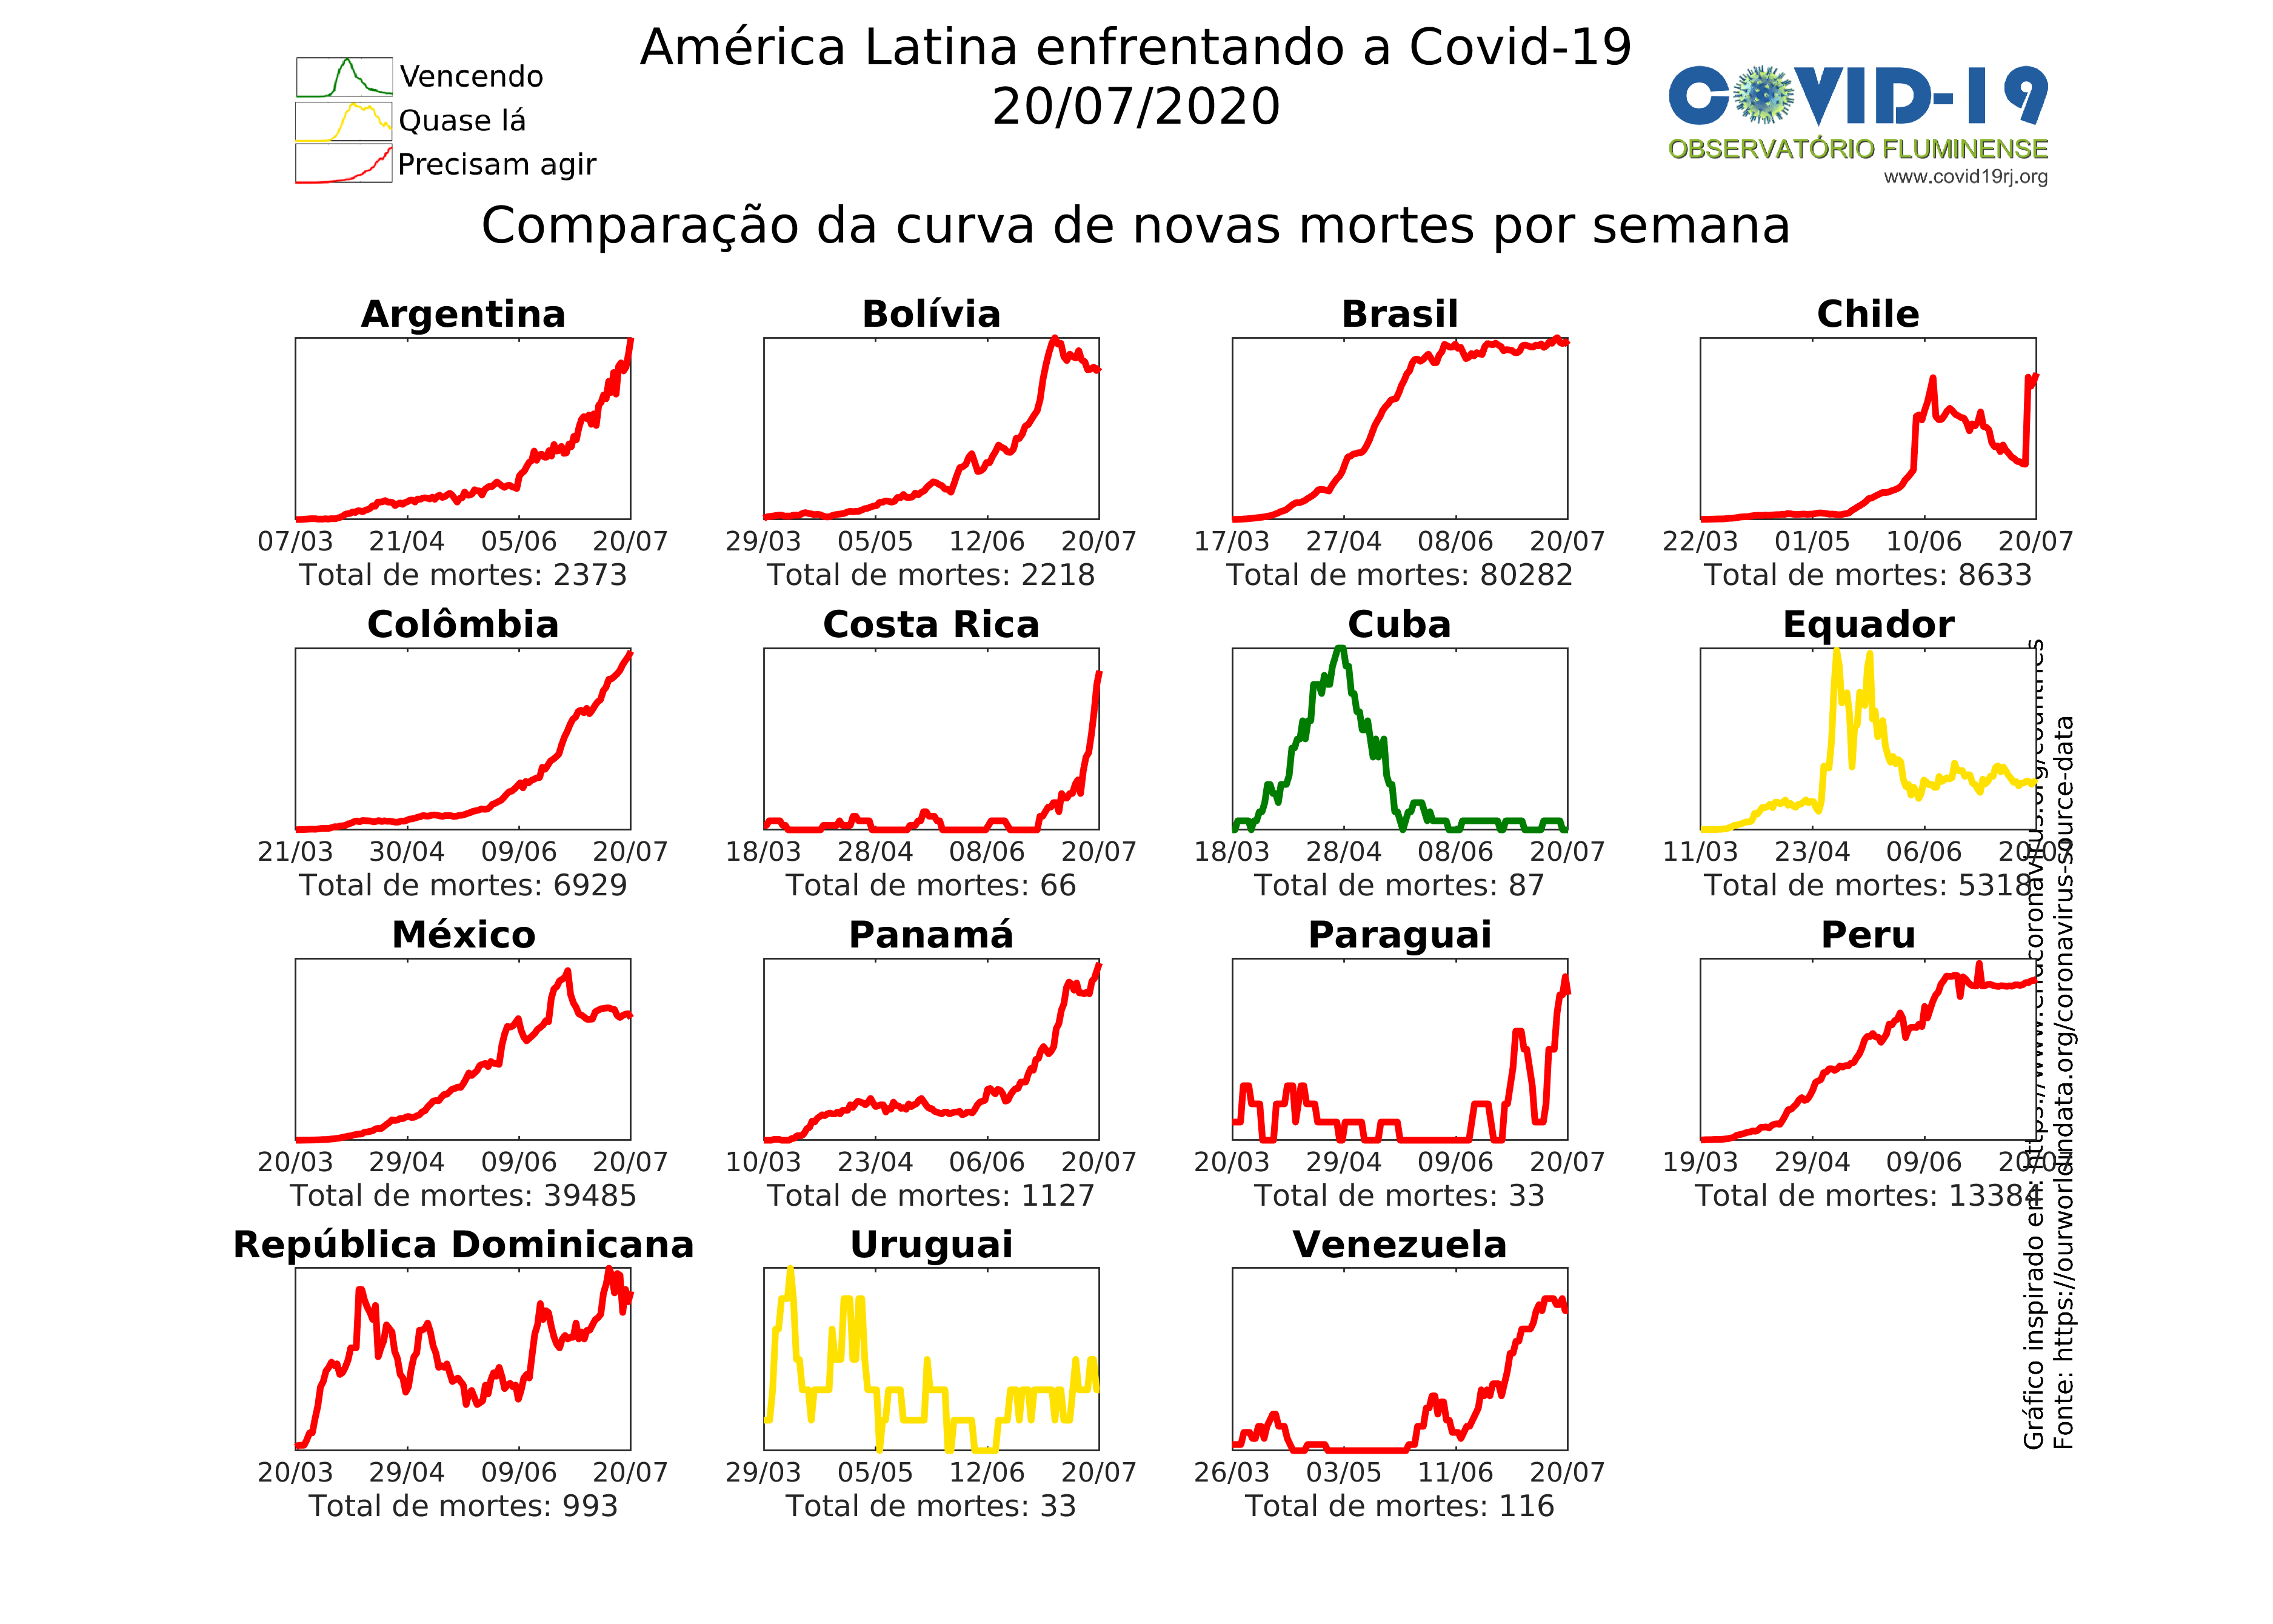 América Latina enfrentando a Covid-19
20/07/2020
Vencendo
Quase lá
Precisam agir
COVID-19
OBSERVATÓRIO FLUMINENSE
www.covid19rj.org
Comparação da curva de novas mortes por semana
Argentina
07/03 21/04 05/06 20/07
Total de mortes: 2373
Bolívia
29/03 05/05 12/06 20/07
Total de mortes: 2218
Brasil
17/03 27/04 08/06 20/07
Total de mortes: 80282
Chile
22/03 01/05 10/06 20/07
Total de mortes: 8633
Colômbia
21/03 30/04 09/06 20/07
Total de mortes: 6929
Costa Rica
18/03 28/04 08/06 20/07
Total de mortes: 66
Cuba
18/03 28/04 08/06 20/07
Total de mortes: 87
Equador
11/03 23/04 06/06 20/07
Total de mortes: 5318
México
20/03 29/04 09/06 20/07
Total de mortes: 39485
Panamá
10/03 23/04 06/06 20/07
Total de mortes: 1127
Paraguai
20/03 29/04 09/06 20/07
Total de mortes: 33
Peru
19/03 29/04 09/06 20/07
Total de mortes: 13384
República Dominicana
20/03 29/04 09/06 20/07
Total de mortes: 993
Uruguai
29/03 05/05 12/06 20/07
Total de mortes: 33
Venezuela
26/03 03/05 11/06 20/07
Total de mortes: 116
Gráfico inspirado em: https://www.endcoronavirus.org/countries
Fonte: https://ourworldindata.org/coronavirus-source-data